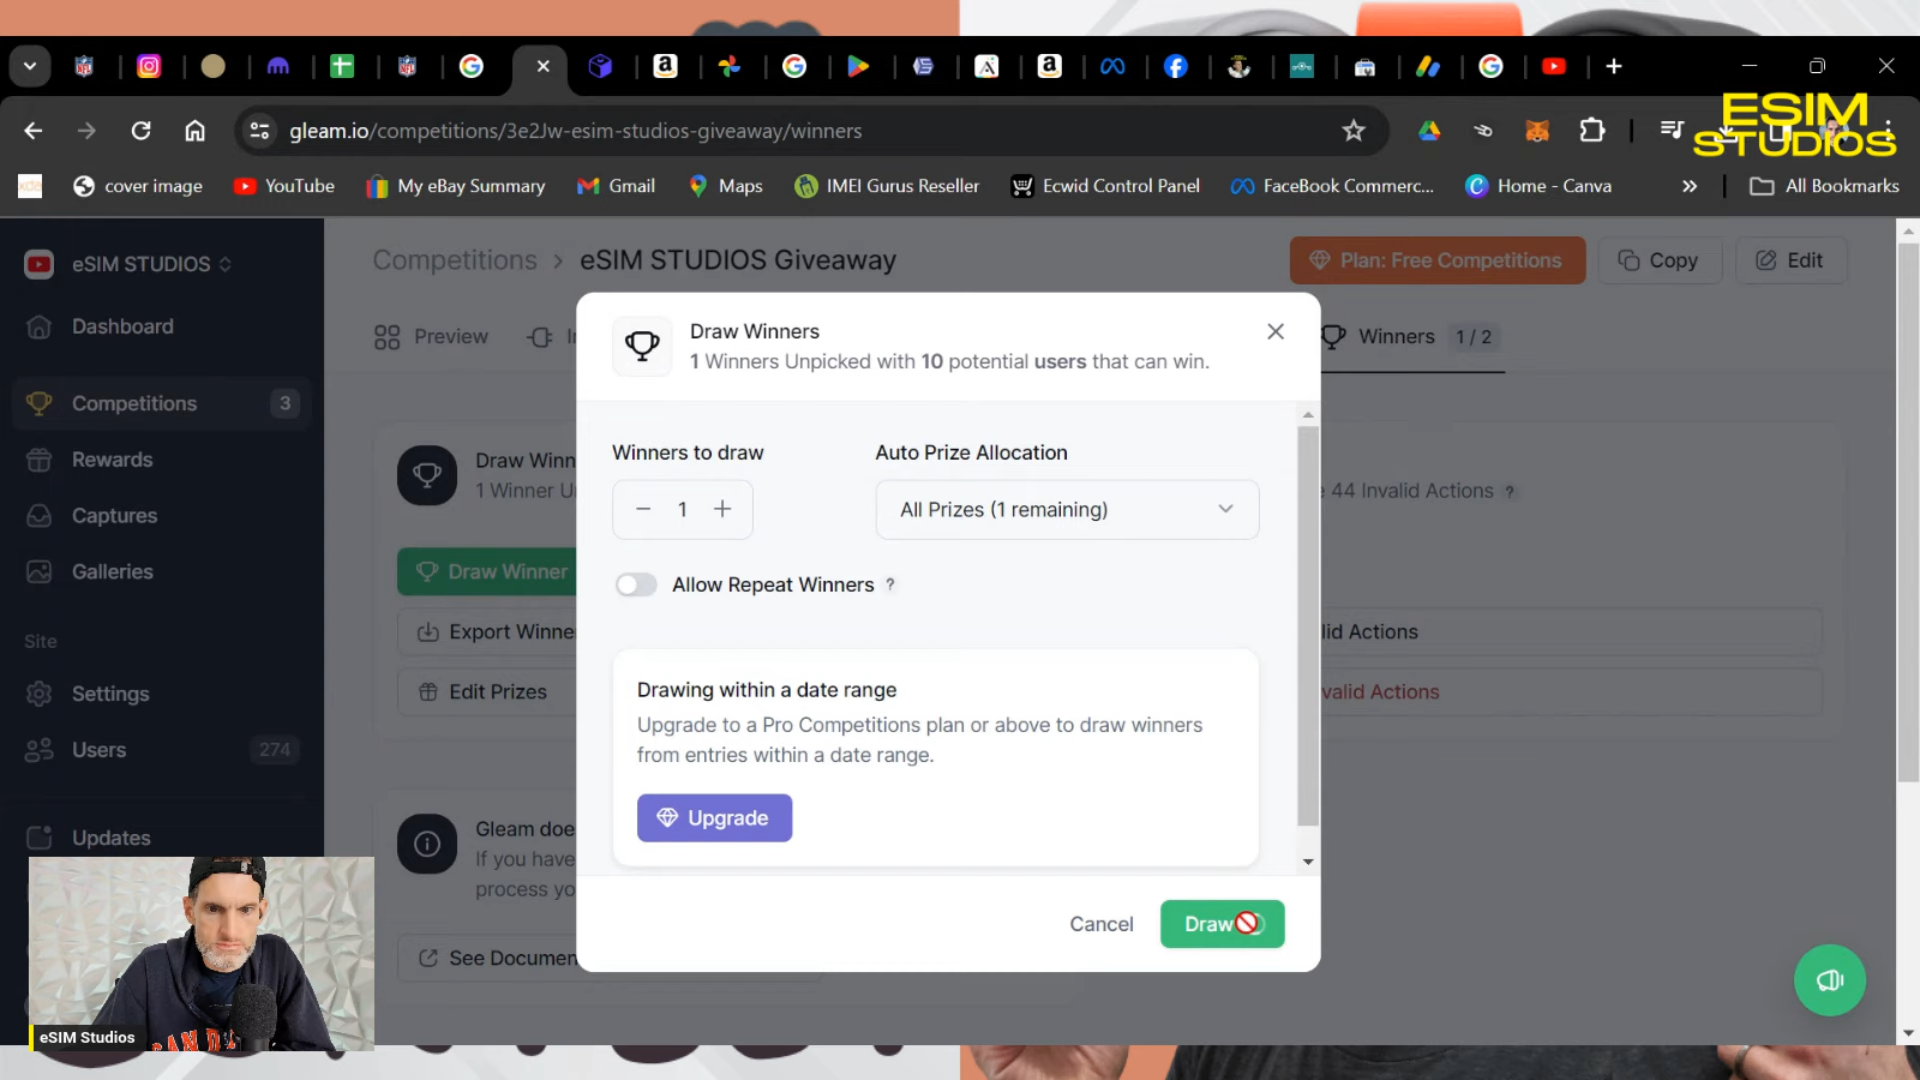 gleam.io/competitions/3e2Jw-esim-studios-giveaway/winners
ESIM
STUDIOS
cover image
YouTube
My eBay Summary
Gmail
Maps
IMEI Gurus Reseller
Ecwid Control Panel
FaceBook Commerc...
Home - Canva
All Bookmarks
eSIM STUDIOS
Dashboard
Competitions 3
Rewards
Captures
Galleries
Site
Settings
Users 274
Updates
Competitions > eSIM STUDIOS Giveaway
Plan: Free Competitions
Copy
Edit
Preview
Winners 1 / 2
Draw Winn
1 Winner U
Draw Winner
Export Winne
Edit Prizes
44 Invalid Actions ?
lid Actions
valid Actions
Gleam doe
If you have
process yo
See Documen
Draw Winners
1 Winners Unpicked with 10 potential users that can win.
Winners to draw
Auto Prize Allocation
− 1 +
All Prizes (1 remaining)
Allow Repeat Winners ?
Drawing within a date range
Upgrade to a Pro Competitions plan or above to draw winners
from entries within a date range.
Upgrade
Cancel
Draw
eSIM Studios